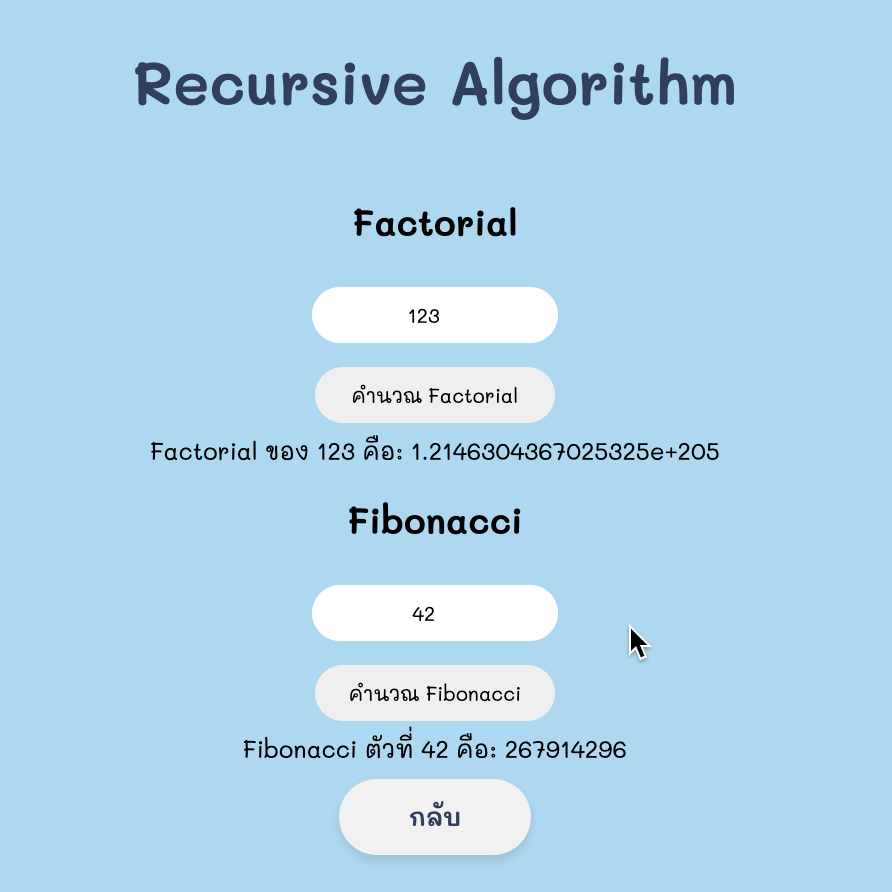 Recursive Algorithm
Factorial
123
คำนวณ Factorial
Factorial ของ 123 คือ: 1.2146304367025325e+205
Fibonacci
42
คำนวณ Fibonacci
Fibonacci ตัวที่ 42 คือ: 267914296
กลับ